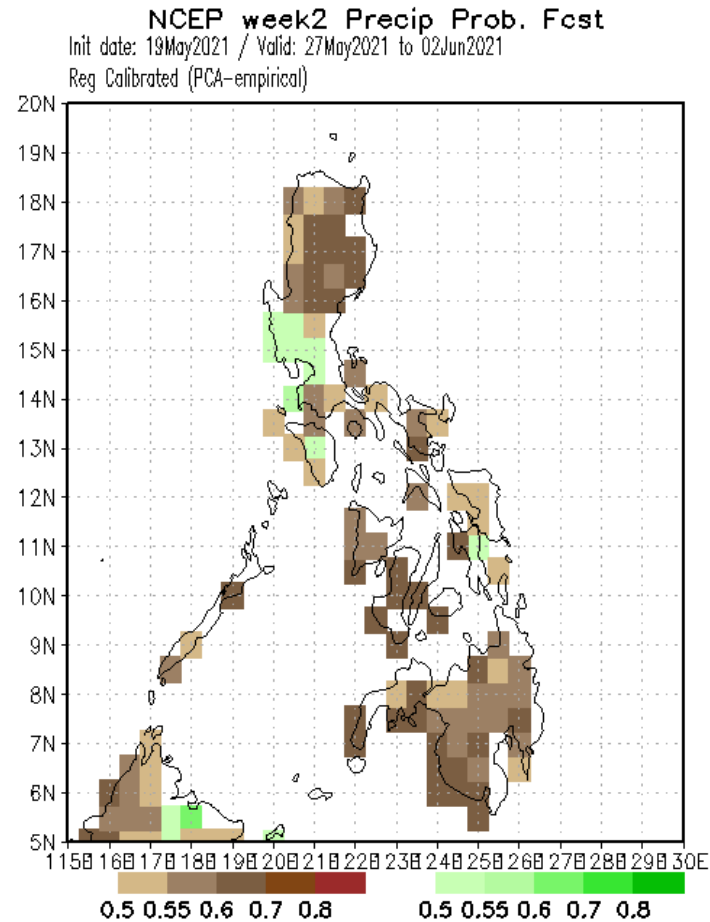 NCEP week2 Precip Prob. Fcst
Init date: 19May2021 / Valid: 27May2021 to 02Jun2021
Reg Calibrated (PCA-empirical)
20N
19N
18N
17N
16N
15N
14N
13N
12N
11N
10N
9N
8N
7N
6N
5N
115E 116E 117E 118E 119E 120E 121E 122E 123E 124E 125E 126E 127E 128E 129E 130E
0.5 0.55 0.6 0.7 0.8 0.5 0.55 0.6 0.7 0.8